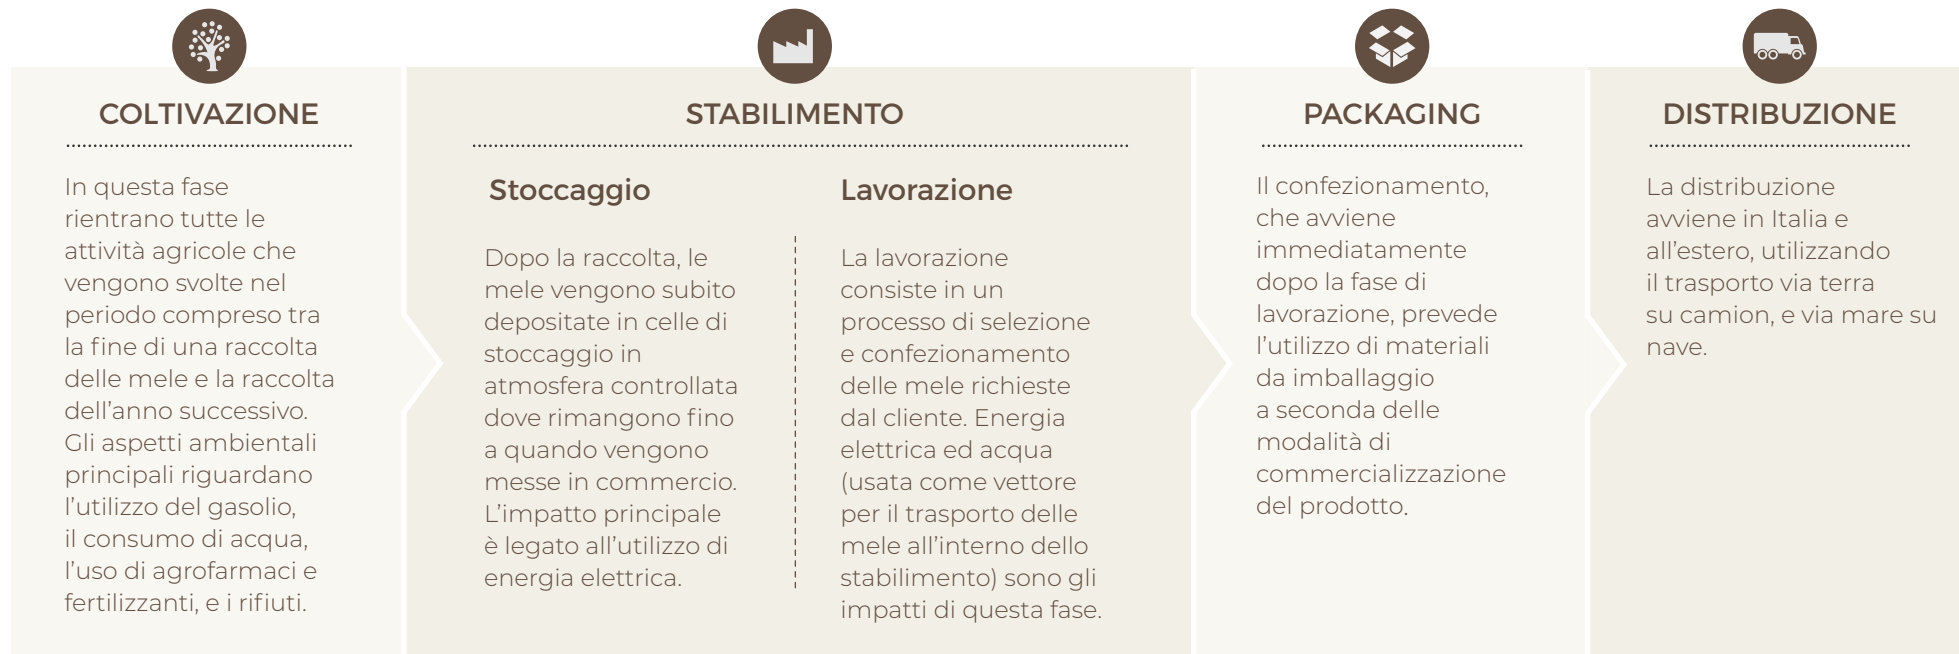 COLTIVAZIONE
In questa fase
rientrano tutte le
attività agricole che
vengono svolte nel
periodo compreso tra
la fine di una raccolta
delle mele e la raccolta
dell’anno successivo.
Gli aspetti ambientali
principali riguardano
l’utilizzo del gasolio,
il consumo di acqua,
l’uso di agrofarmaci e
fertilizzanti, e i rifiuti.
STABILIMENTO
Stoccaggio
Dopo la raccolta, le
mele vengono subito
depositate in celle di
stoccaggio in
atmosfera controllata
dove rimangono fino
a quando vengono
messe in commercio.
L’impatto principale
è legato all’utilizzo di
energia elettrica.
Lavorazione
La lavorazione
consiste in un
processo di selezione
e confezionamento
delle mele richieste
dal cliente. Energia
elettrica ed acqua
(usata come vettore
per il trasporto delle
mele all’interno dello
stabilimento) sono gli
impatti di questa fase.
PACKAGING
Il confezionamento,
che avviene
immediatamente
dopo la fase di
lavorazione, prevede
l’utilizzo di materiali
da imballaggio
a seconda delle
modalità di
commercializzazione
del prodotto.
DISTRIBUZIONE
La distribuzione
avviene in Italia e
all’estero, utilizzando
il trasporto via terra
su camion, e via mare su
nave.